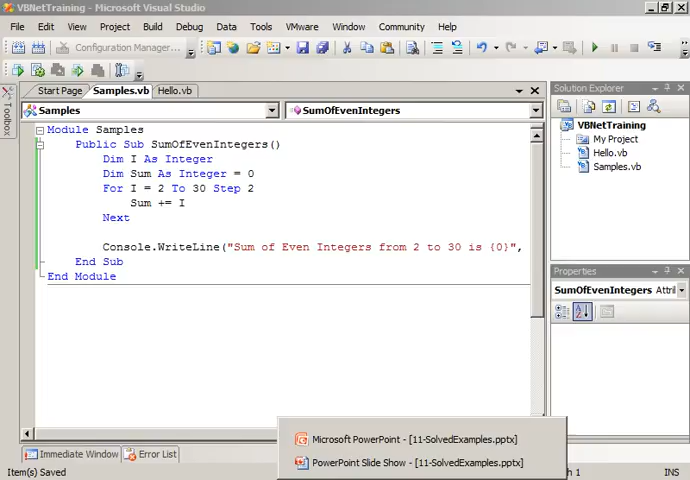 VBNetTraining - Microsoft Visual Studio
File Edit View Project Build Debug Data Tools VMware Window Community Help
Configuration Manager...
Start Page Samples.vb Hello.vb
Toolbox
Samples SumOfEvenIntegers
Module Samples
Public Sub SumOfEvenIntegers()
Dim I As Integer
Dim Sum As Integer = 0
For I = 2 To 30 Step 2
Sum += I
Next
Console.WriteLine("Sum of Even Integers from 2 to 30 is {0}",
End Sub
End Module
Solution Explorer
VBNetTraining
My Project
Hello.vb
Samples.vb
Properties
SumOfEvenIntegers Attri
Microsoft PowerPoint - [11-SolvedExamples.pptx]
PowerPoint Slide Show - [11-SolvedExamples.pptx]
Immediate Window Error List
Item(s) Saved
h 1
INS